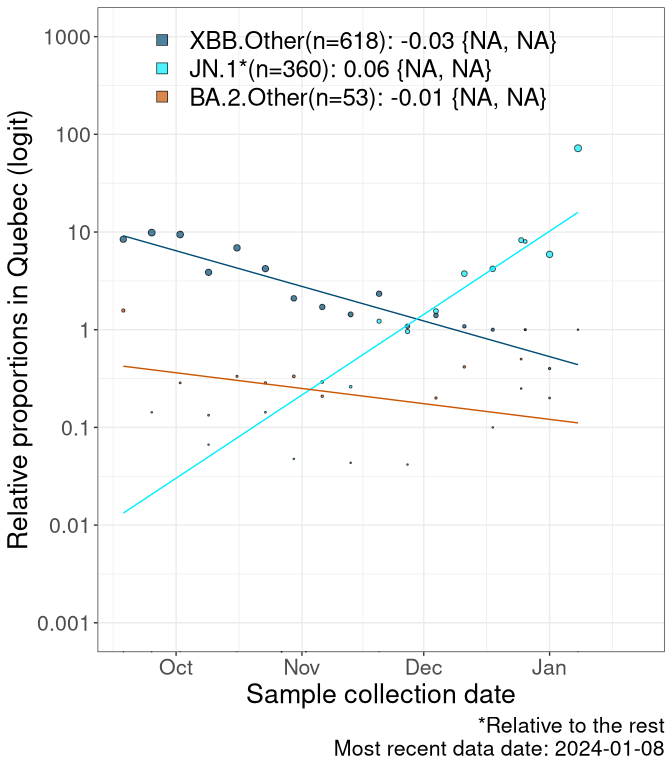 XBB.Other(n=618): -0.03 {NA, NA}
JN.1*(n=360): 0.06 {NA, NA}
BA.2.Other(n=53): -0.01 {NA, NA}
Relative proportions in Quebec (logit)
1000
100
10
1
0.1
0.01
0.001
Oct Nov Dec Jan
Sample collection date
*Relative to the rest
Most recent data date: 2024-01-08